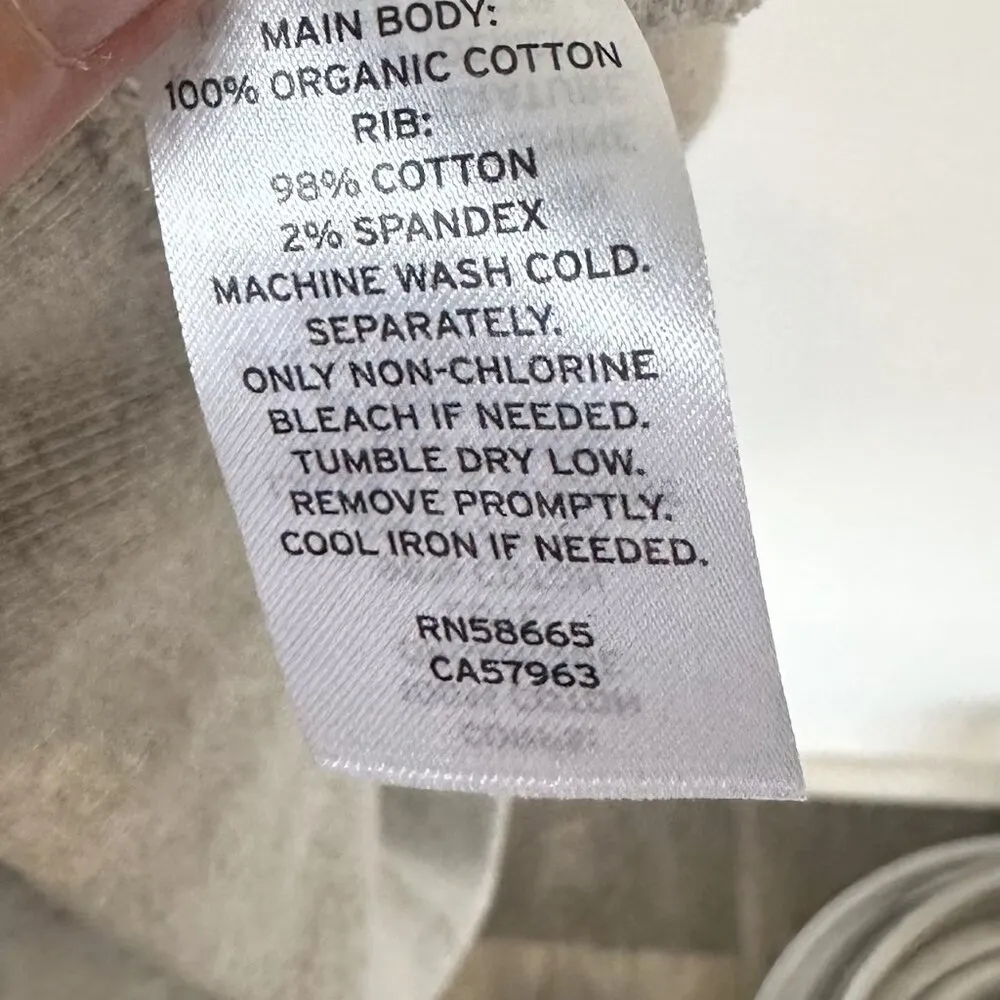 MAIN BODY:
100% ORGANIC COTTON
RIB:
98% COTTON
2% SPANDEX
MACHINE WASH COLD.
SEPARATELY.
ONLY NON-CHLORINE
BLEACH IF NEEDED.
TUMBLE DRY LOW.
REMOVE PROMPTLY.
COOL IRON IF NEEDED.
RN58665
CA57963